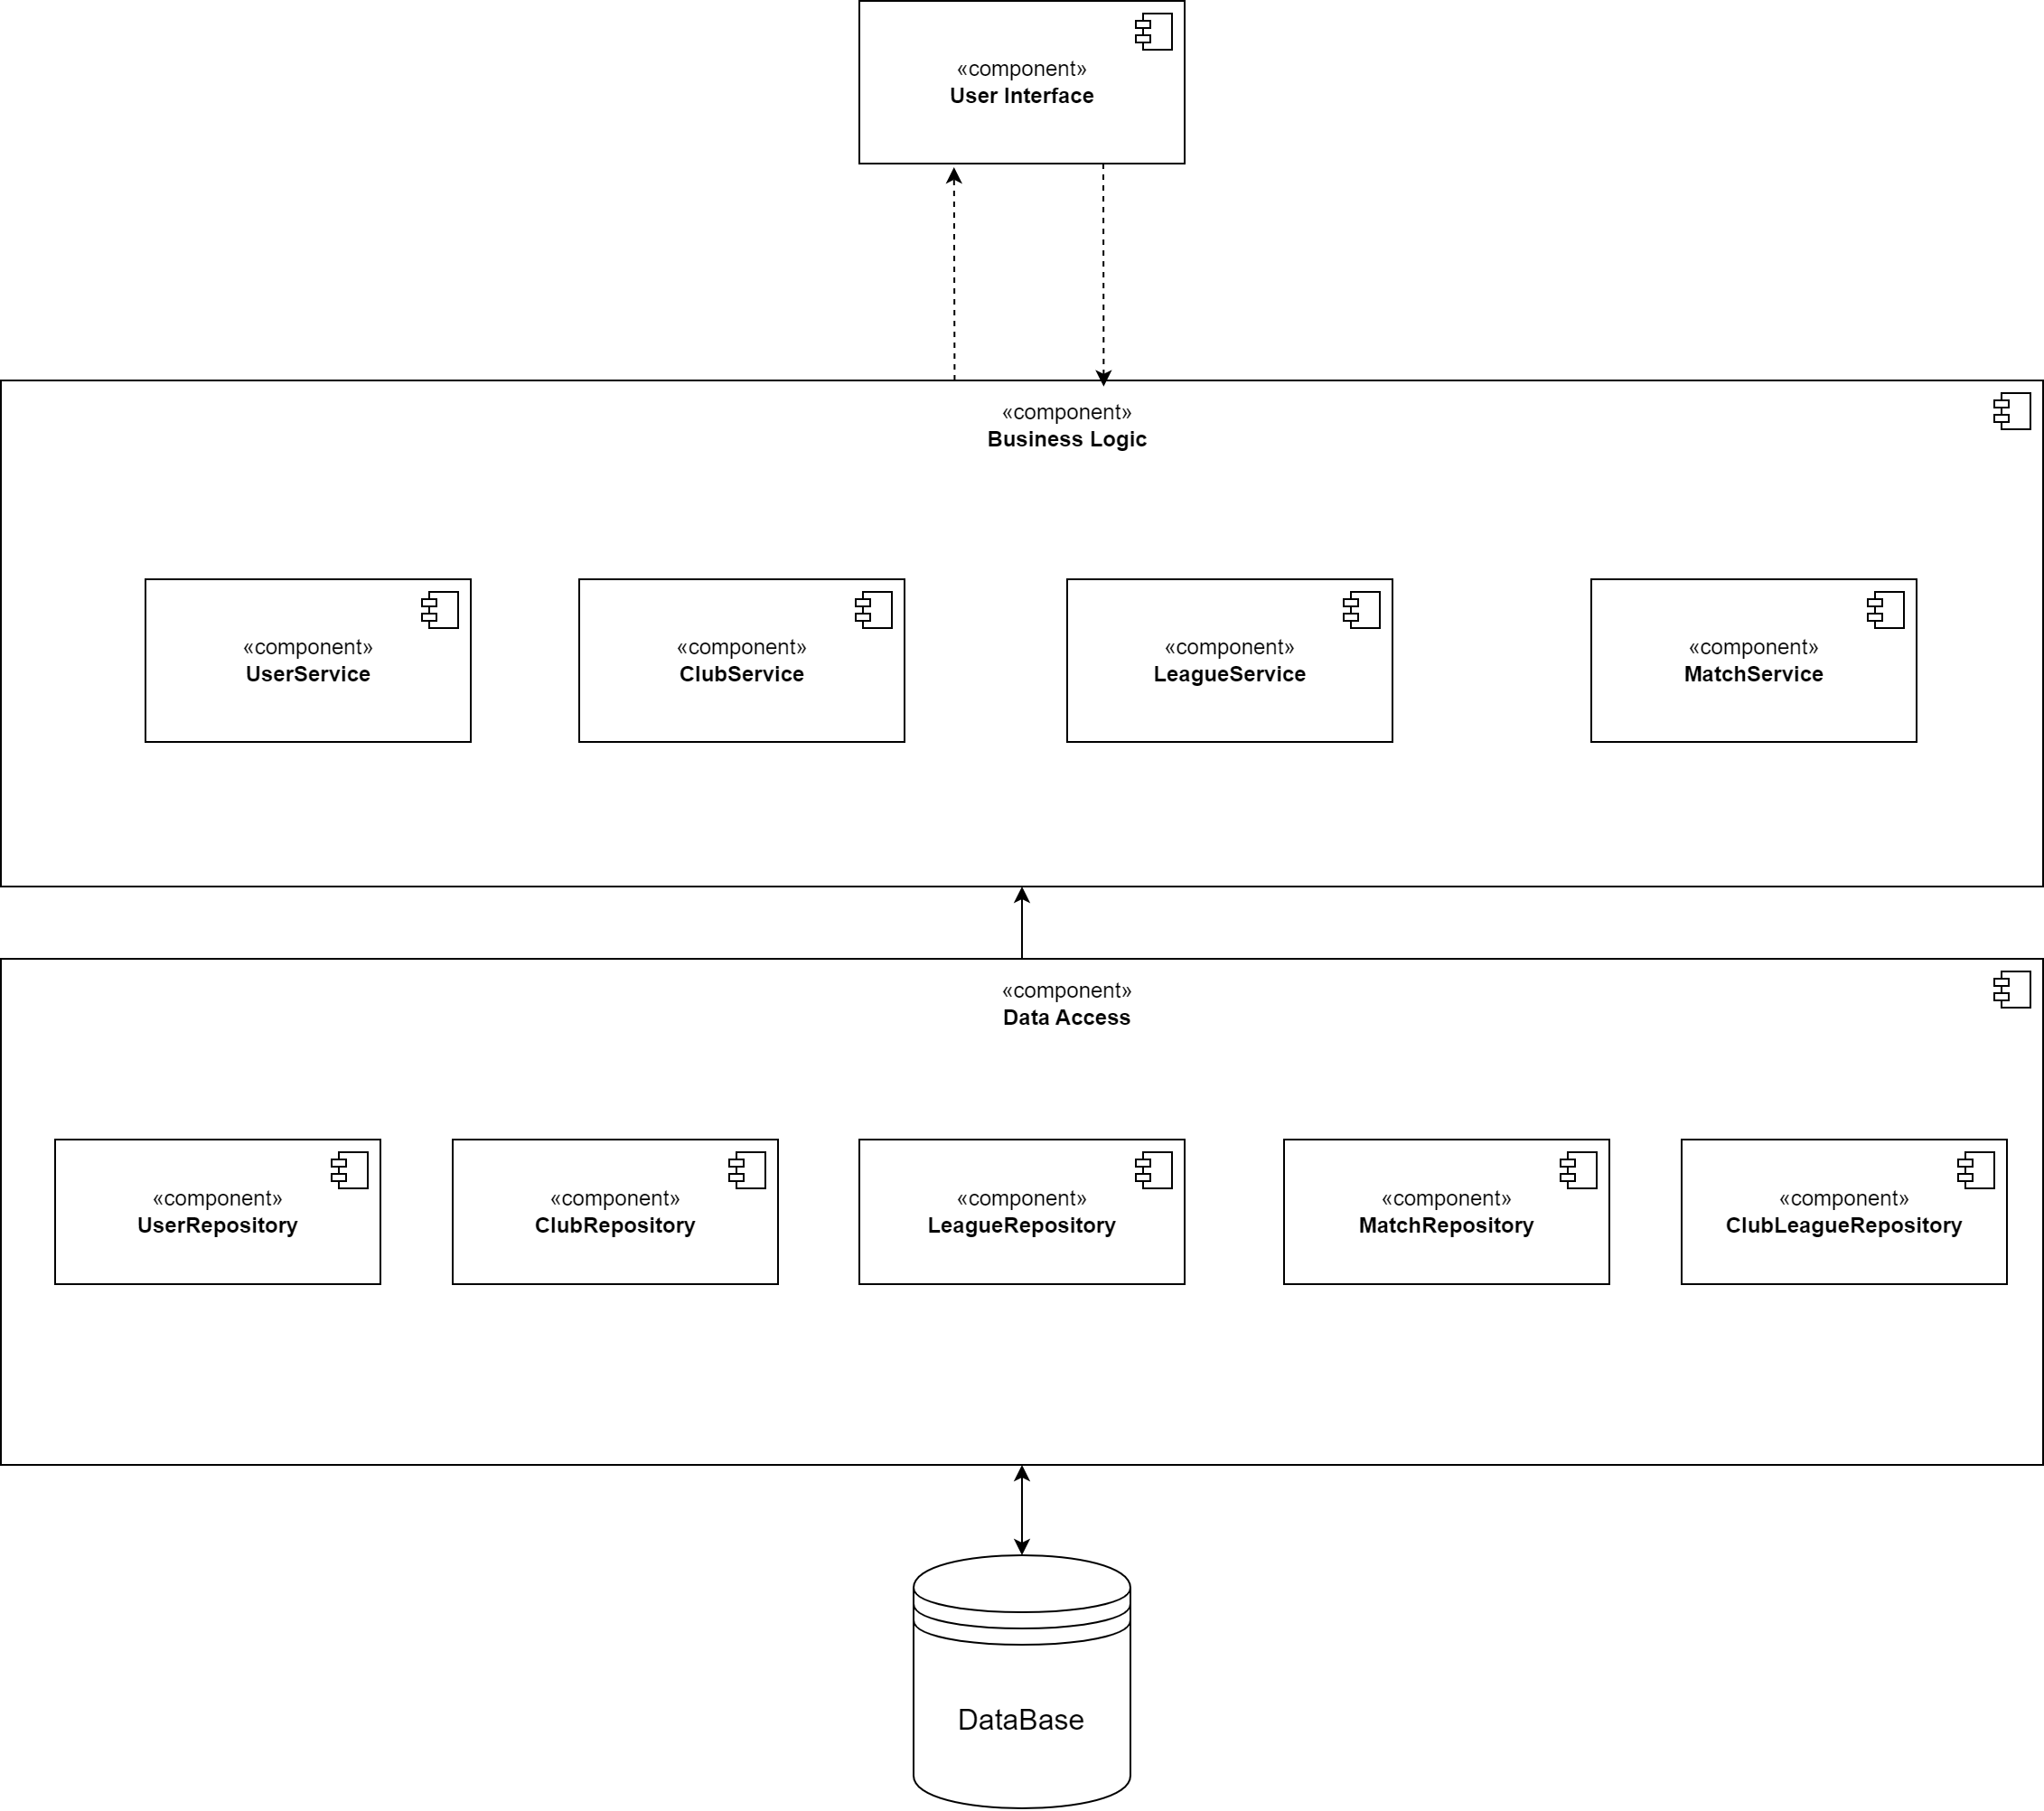 «component»
User Interface
«component»
Business Logic
«component»
UserService
«component»
ClubService
«component»
LeagueService
«component»
MatchService
«component»
Data Access
«component»
UserRepository
«component»
ClubRepository
«component»
LeagueRepository
«component»
MatchRepository
«component»
ClubLeagueRepository
DataBase